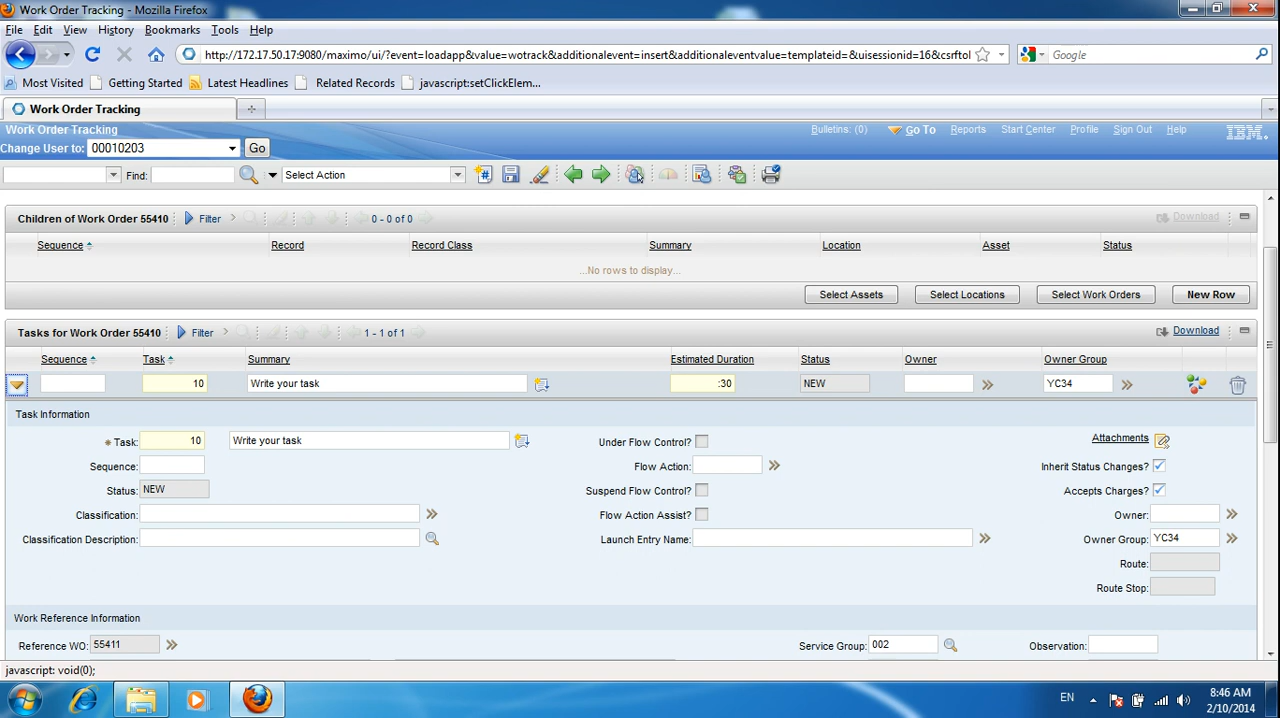 Work Order Tracking - Mozilla Firefox
File Edit View History Bookmarks Tools Help
http://172.17.50.17:9080/maximo/ui/?event=loadapp&value=wotrack&additionalevent=insert&additionaleventvalue=templateid=&uisessionid=16&csrftol
Google
Most Visited Getting Started Latest Headlines Related Records javascript:setClickElem...
Work Order Tracking
Work Order Tracking Bulletins: (0) Go To Reports Start Center Profile Sign Out Help IBM.
Change User to: 00010203 Go
Find: Select Action
Children of Work Order 55410 Filter 0 - 0 of 0 Download
Sequence Record Record Class Summary Location Asset Status
...No rows to display...
Select Assets Select Locations Select Work Orders New Row
Tasks for Work Order 55410 Filter 1 - 1 of 1 Download
Sequence Task Summary Estimated Duration Status Owner Owner Group
10 Write your task :30 NEW YC34
Task Information
Task: 10 Write your task Under Flow Control? Attachments
Sequence: Flow Action: Inherit Status Changes?
Status: NEW Suspend Flow Control? Accepts Charges?
Classification: Flow Action Assist? Owner:
Classification Description: Launch Entry Name: Owner Group: YC34
Route:
Route Stop:
Work Reference Information
Reference WO: 55411 Service Group: 002 Observation:
javascript: void(0);
EN 8:46 AM
2/10/2014